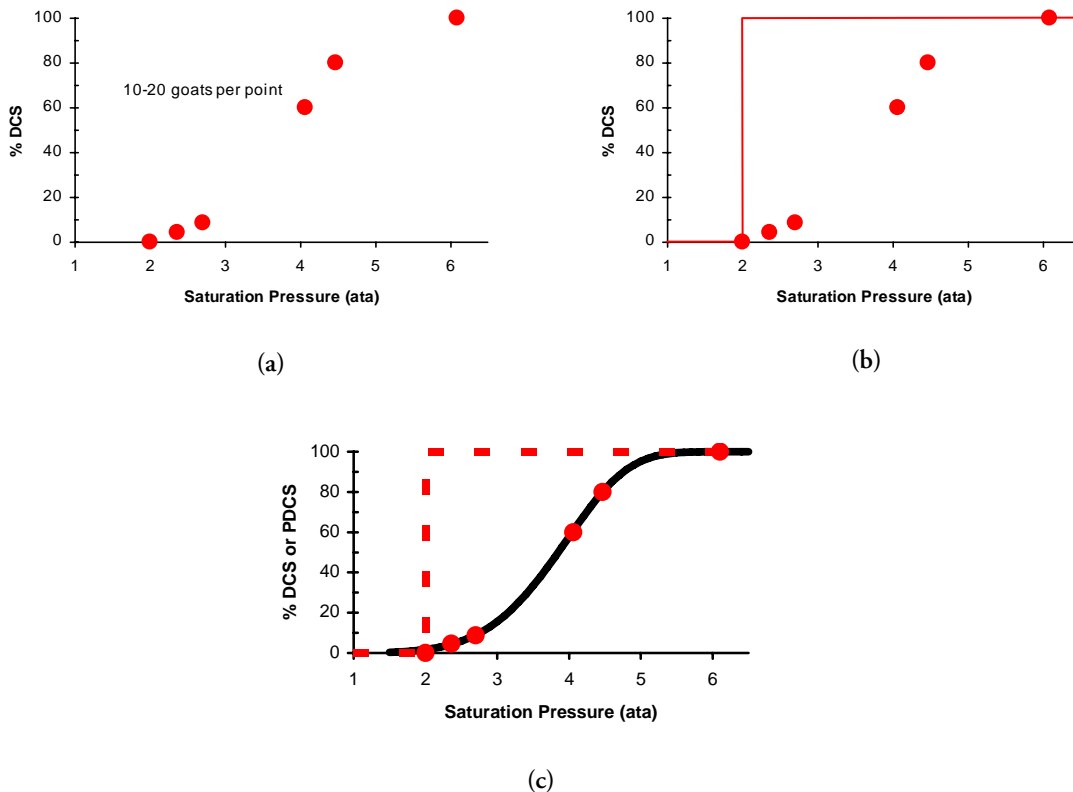 100
80
60
40
20
0
% DCS
10-20 goats per point
1 2 3 4 5 6
Saturation Pressure (ata)
(a)
100
80
60
40
20
0
% DCS
1 2 3 4 5 6
Saturation Pressure (ata)
(b)
100
80
60
40
20
0
% DCS or PDCS
1 2 3 4 5 6
Saturation Pressure (ata)
(c)